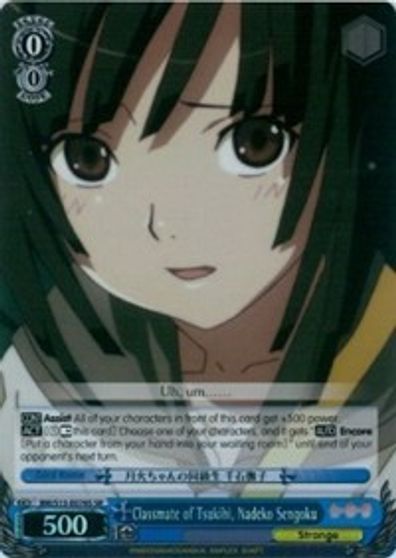 0
0
Uh, um......
CONT Assist All of your characters in front of this card get +500 power.
ACT this card] Choose one of your characters, and it gets "AUTO Encore
[Put a character from your hand into your waiting room]" until end of your
opponent's next turn.
Card Name
月火ちゃんの同級生 千石撫子
500
Classmate of Tsukihi, Nadeko Sengoku
Strange